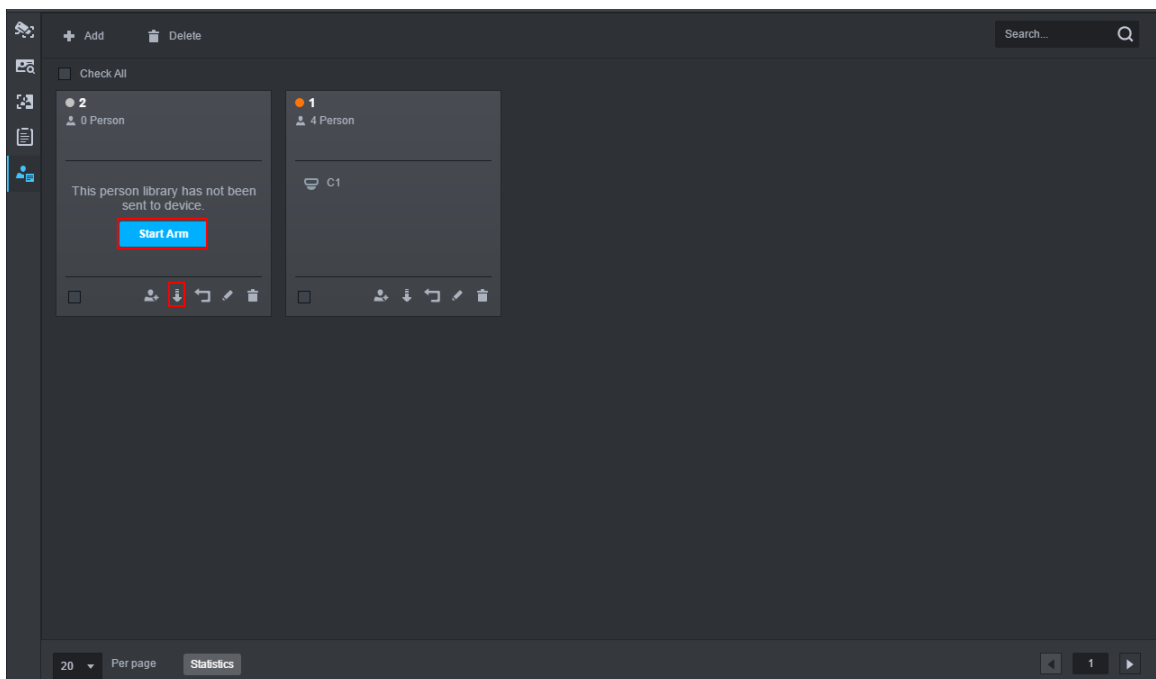 Add
Delete
Search...
Check All
2
0 Person
This person library has not been
sent to device.
Start Arm
1
4 Person
C1
20
Per page
Statistics
1